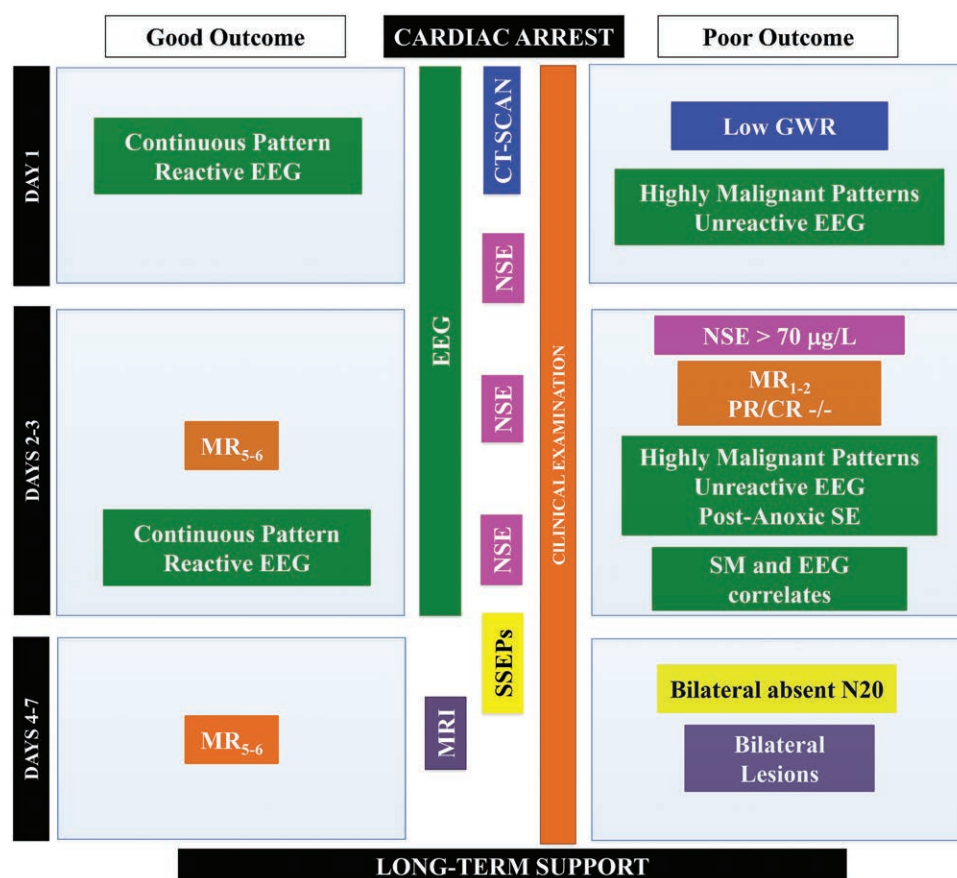 Good Outcome
CARDIAC ARREST
Poor Outcome
DAY 1
Continuous Pattern
Reactive EEG
EEG
CT-SCAN
NSE
CILINICAL EXAMINATION
Low GWR
Highly Malignant Patterns
Unreactive EEG
DAYS 2-3
MR5-6
Continuous Pattern
Reactive EEG
NSE
NSE
NSE > 70 µg/L
MR1-2
PR/CR -/-
Highly Malignant Patterns
Unreactive EEG
Post-Anoxic SE
SM and EEG
correlates
DAYS 4-7
MR5-6
MRI
SSEPs
Bilateral absent N20
Bilateral
Lesions
LONG-TERM SUPPORT